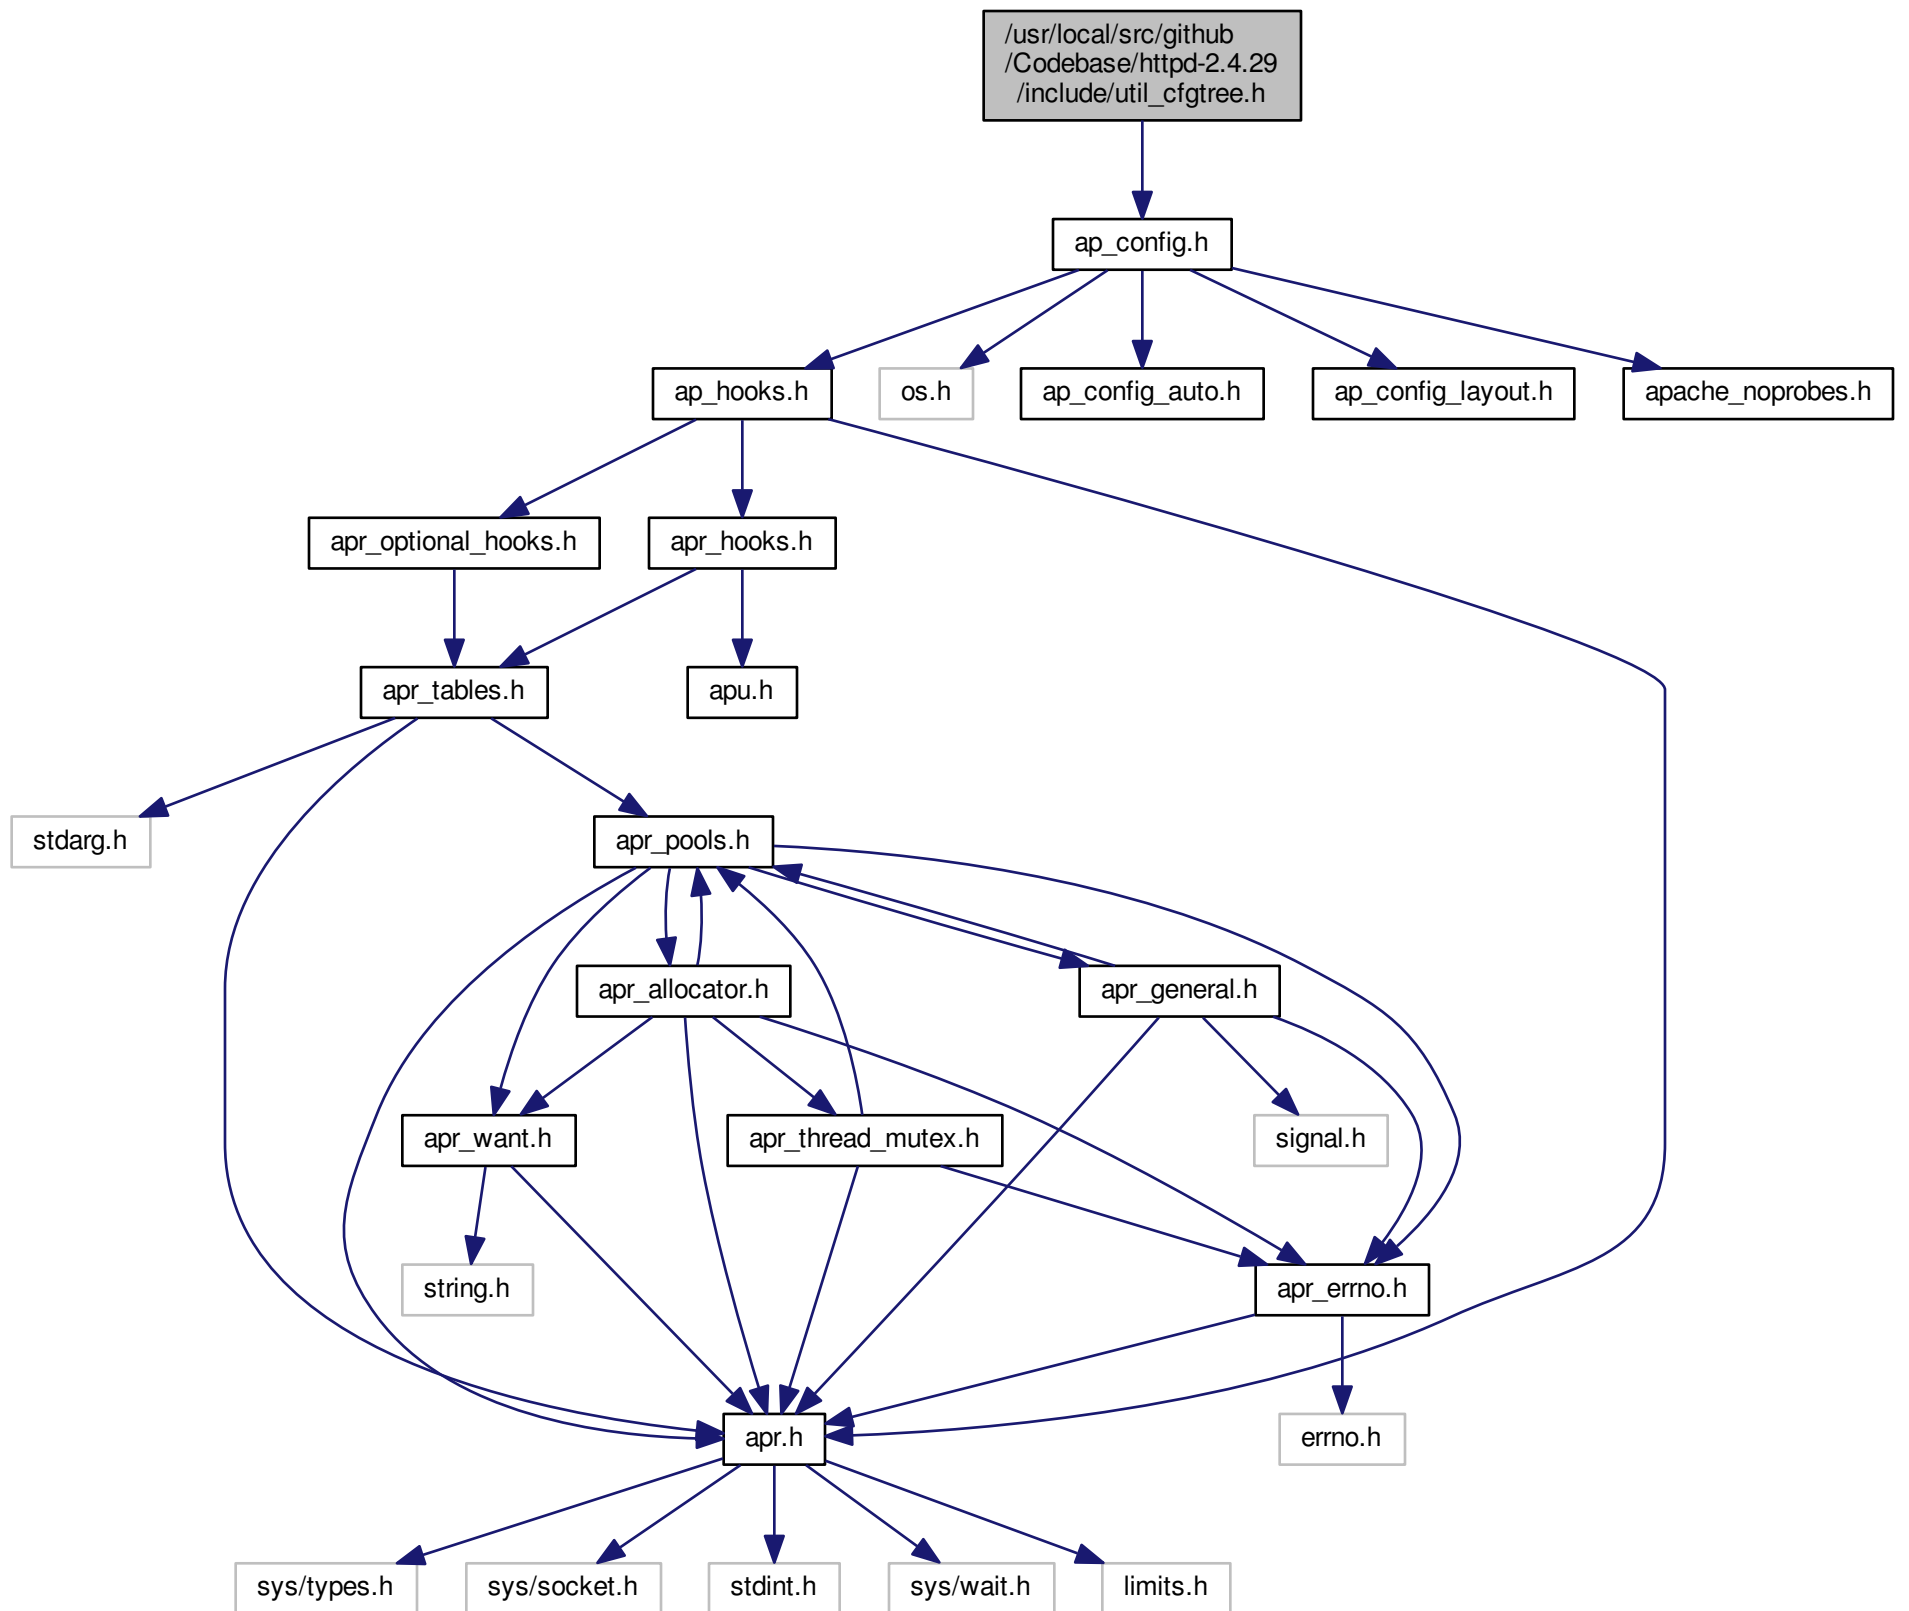 /usr/local/src/github
/Codebase/httpd-2.4.29
/include/util_cfgtree.h
ap_config.h
ap_hooks.h
os.h
ap_config_auto.h
ap_config_layout.h
apache_noprobes.h
apr_optional_hooks.h
apr_hooks.h
apr_tables.h
apu.h
stdarg.h
apr_pools.h
apr_allocator.h
apr_general.h
apr_want.h
apr_thread_mutex.h
signal.h
string.h
apr_errno.h
apr.h
errno.h
sys/types.h
sys/socket.h
stdint.h
sys/wait.h
limits.h